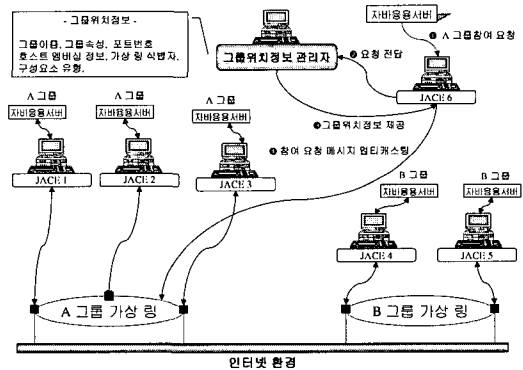 - 그룹위치정보 -
그룹이름, 그룹속성, 포트번호
호스트 멤버십 정보, 가상 링 식별자,
구성요소 유형,
그룹위치정보 관리자
자바응용서버
❶ A 그룹참여 요청
❷ 요청 전달
JACE 6
❸그룹위치정보 제공
❹ 참여 요청 메시지 멀티캐스팅
A 그룹
자바응용서버
JACE 1
A 그룹
자바응용서버
JACE 2
A 그룹
자바응용서버
JACE 3
B 그룹
자바응용서버
JACE 4
B 그룹
자바응용서버
JACE 5
A 그룹 가상 링
B 그룹 가상 링
인터넷 환경